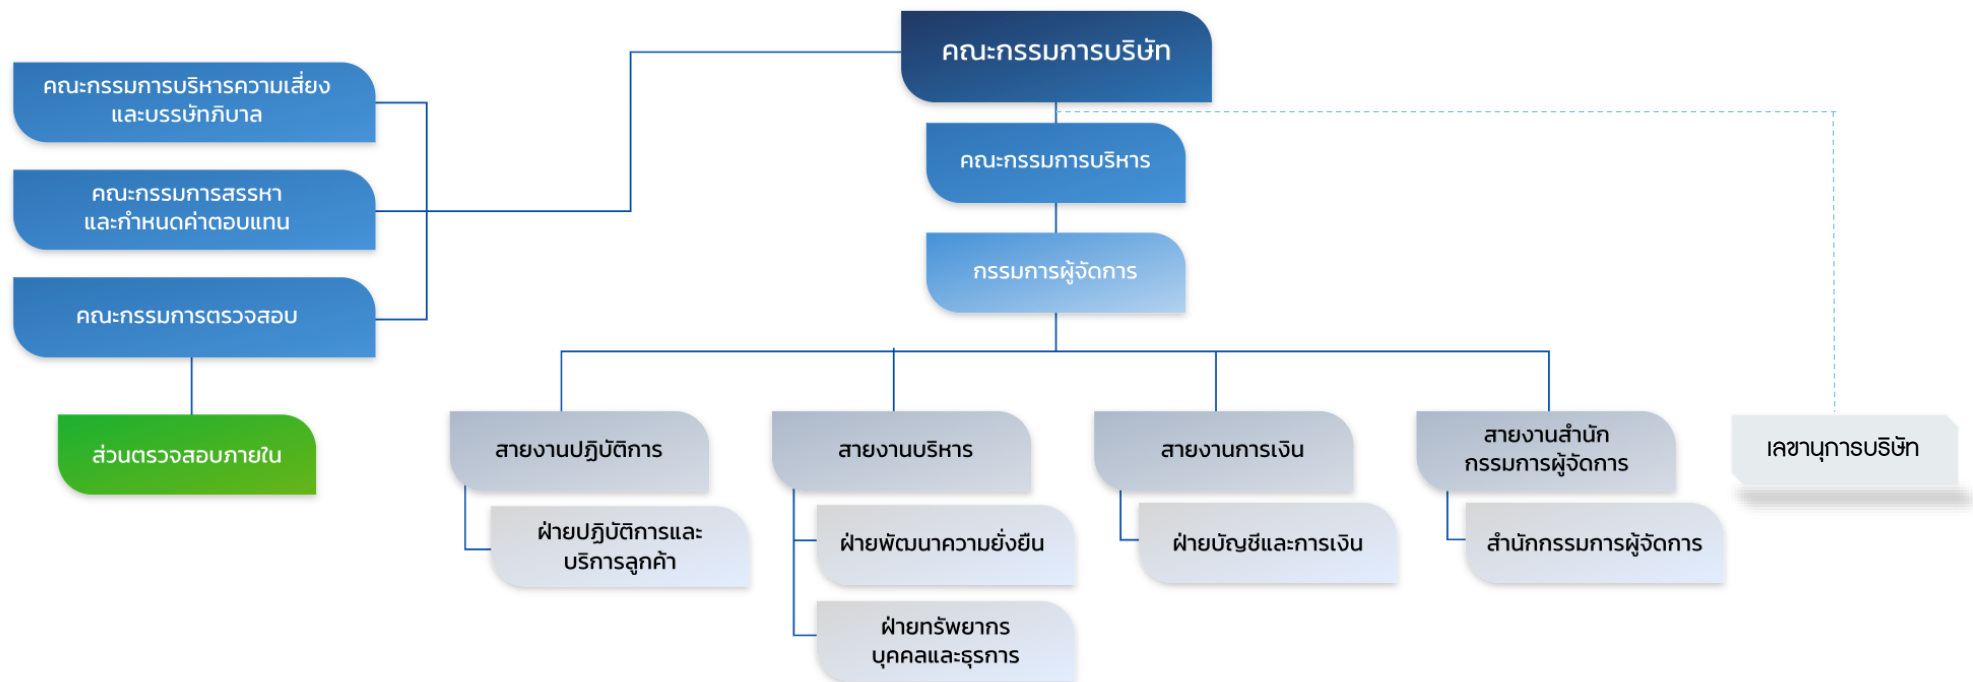 คณะกรรมการบริษัท
คณะกรรมการบริหารความเสี่ยง
และบรรษัทภิบาล
คณะกรรมการบริหาร
คณะกรรมการสรรหา
และกำหนดค่าตอบแทน
กรรมการผู้จัดการ
คณะกรรมการตรวจสอบ
ส่วนตรวจสอบภายใน
สายงานปฏิบัติการ
สายงานบริหาร
สายงานการเงิน
สายงานสำนัก
กรรมการผู้จัดการ
เลขานุการบริษัท
ฝ่ายปฏิบัติการและ
บริการลูกค้า
ฝ่ายพัฒนาความยั่งยืน
ฝ่ายบัญชีและการเงิน
สำนักกรรมการผู้จัดการ
ฝ่ายทรัพยากร
บุคคลและธุรการ